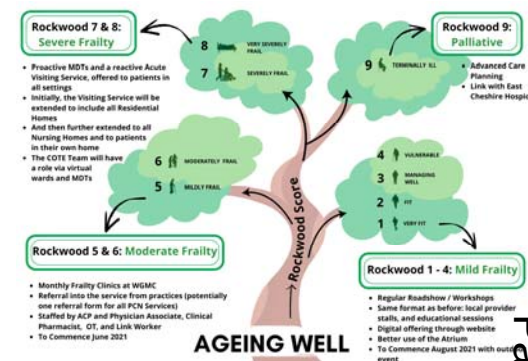 Rockwood 7 & 8:
Severe Frailty
• Proactive MDTs and a reactive Acute
Visiting Service, offered to patients in
all settings
• Initially, the Visiting Service will be
extended to include all Residential
Homes
• And then further extended to all
Nursing Homes and to patients
in their own home
• The COTE Team will have
a role via virtual
wards and MDTs
8 VERY SEVERELY
FRAIL
7 SEVERELY FRAIL
Rockwood 9:
Palliative
9 TERMINALLY ILL
• Advanced Care
Planning
• Link with East
Cheshire Hospic
6 MODERATELY FRAIL
5 MILDLY FRAIL
4 VULNERABLE
3 MANAGING
WELL
2 FIT
1 VERY FIT
Rockwood Score
Rockwood 5 & 6: Moderate Frailty
• Monthly Frailty Clinics at WGMC
• Referral into the service from practices (potentially
one referral form for all PCN Services)
• Staffed by ACP and Physician Associate, Clinical
Pharmacist, OT, and Link Worker
• To Commence June 2021
Rockwood 1 - 4: Mild Frailty
• Regular Roadshow / Workshops
• Same format as before: local provider
stalls, and educational sessions
• Digital offering through website
• Better use of the Atrium
• To Commence August 2021 with outdo
event
AGEING WELL